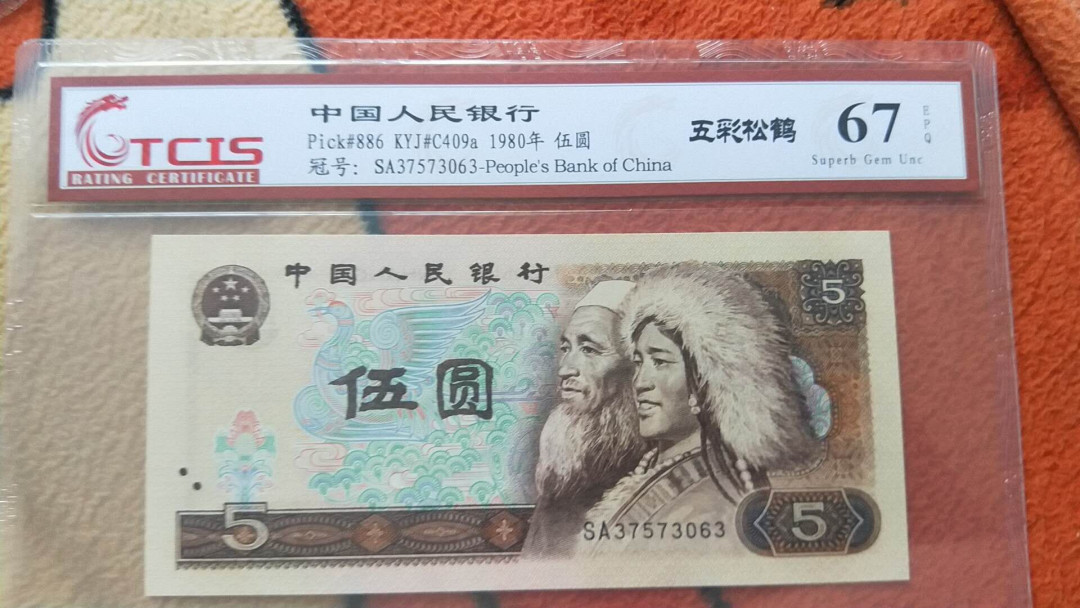 TCIS
RATING CERTIFICATE
中国人民银行
Pick#886 KYJ#C409a 1980年 伍圆
冠号: SA37573063-People's Bank of China
五彩松鹤
67
EPQ
Superb Gem Unc
中国人民银行
5
伍圆
5
SA37573063
5